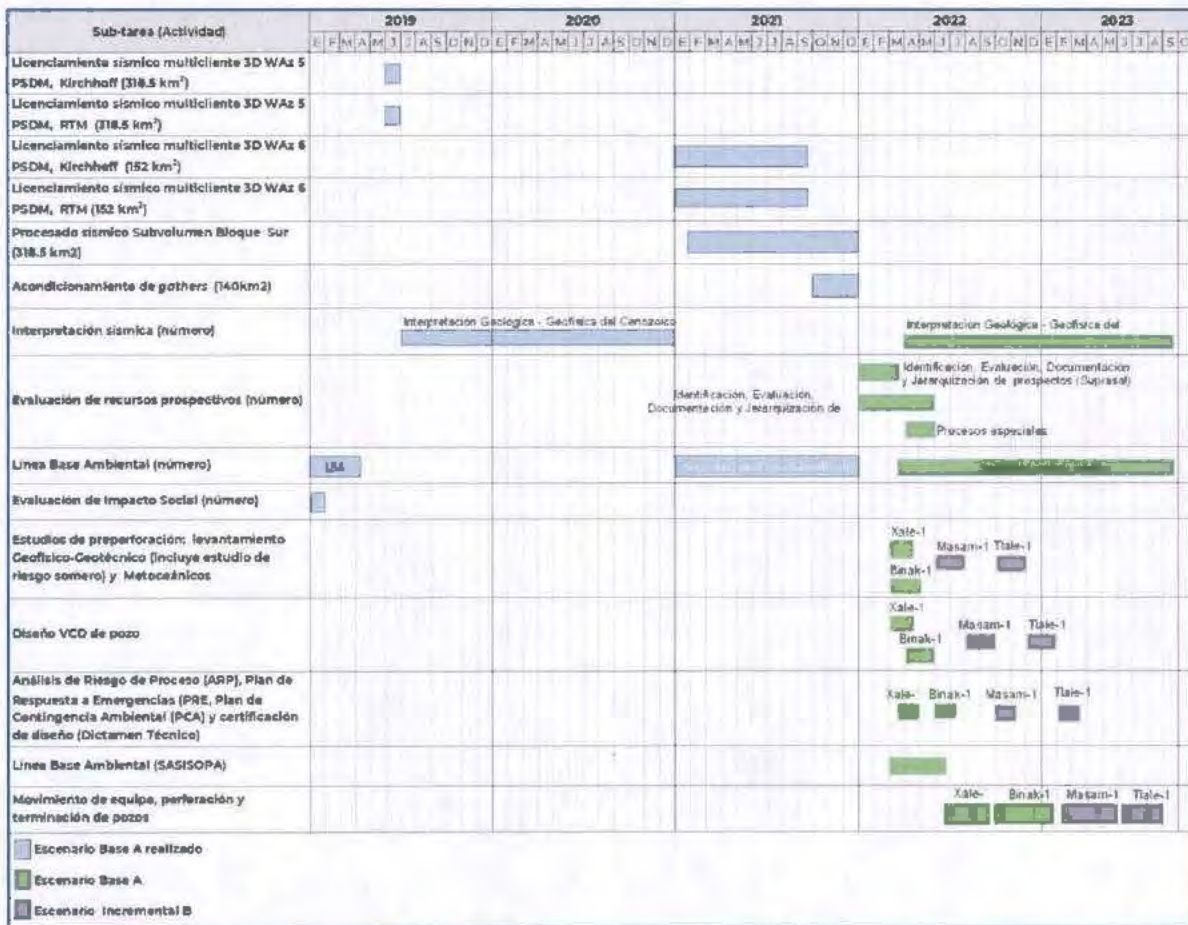 Sub-tarea (Actividad)
2019 2020 2021 2022 2023
E F M A M J J A S O N D E F M A M J J A S O N D E F M A M J J A S O N D E F M A M J J A S O N D E F M A M J J A S O
Licenciamiento sísmico multicliente 3D WAz 5
PSDM, Kirchhoff (318.5 km²)
Licenciamiento sísmico multicliente 3D WAz 5
PSDM, RTM (318.5 km²)
Licenciamiento sísmico multicliente 3D WAz 6
PSDM, Kirchhoff (152 km²)
Licenciamiento sísmico multicliente 3D WAz 6
PSDM, RTM (152 km²)
Procesado sísmico Subvolumen Bloque Sur
(318.5 km2)
Acondicionamiento de gathers (140km2)
Interpretación sísmica (número)
Interpretación Geológica - Geofísica del Cenozoico
Interpretación Geológica - Geofísica del
Evaluación de recursos prospectivos (número)
Identificación, Evaluación,
Documentación y Jerarquización de
Identificación, Evaluación, Documentación
y Jerarquización de prospectos (Suprasal)
Procesos especiales
Línea Base Ambiental (número)
LBA
Evaluación de Impacto Social (número)
Estudios de preperforación: levantamiento
Geofísico-Geotécnico (incluye estudio de
riesgo somero) y Metoceánicos
Xale-1
Masam-1 Tlale-1
Binak-1
Diseño VCD de pozo
Xale-1
Binak-1 Masam-1 Tlale-1
Análisis de Riesgo de Proceso (ARP), Plan de
Respuesta a Emergencias (PRE, Plan de
Contingencia Ambiental (PCA) y certificación
de diseño (Dictamen Técnico)
Xale- Binak-1 Masam-1 Tlale-1
Línea Base Ambiental (SASISOPA)
Movimiento de equipo, perforación y
terminación de pozos
Xale- Binak-1 Masam-1 Tlale-1
Escenario Base A realizado
Escenario Base A
Escenario Incremental B